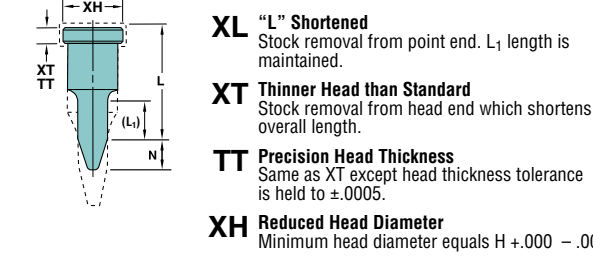 XH
XT
TT
L
(L₁)
N
XL “L” Shortened
Stock removal from point end. L₁ length is
maintained.
XT Thinner Head than Standard
Stock removal from head end which shortens
overall length.
TT Precision Head Thickness
Same as XT except head thickness tolerance
is held to ±.0005.
XH Reduced Head Diameter
Minimum head diameter equals H +.000 –